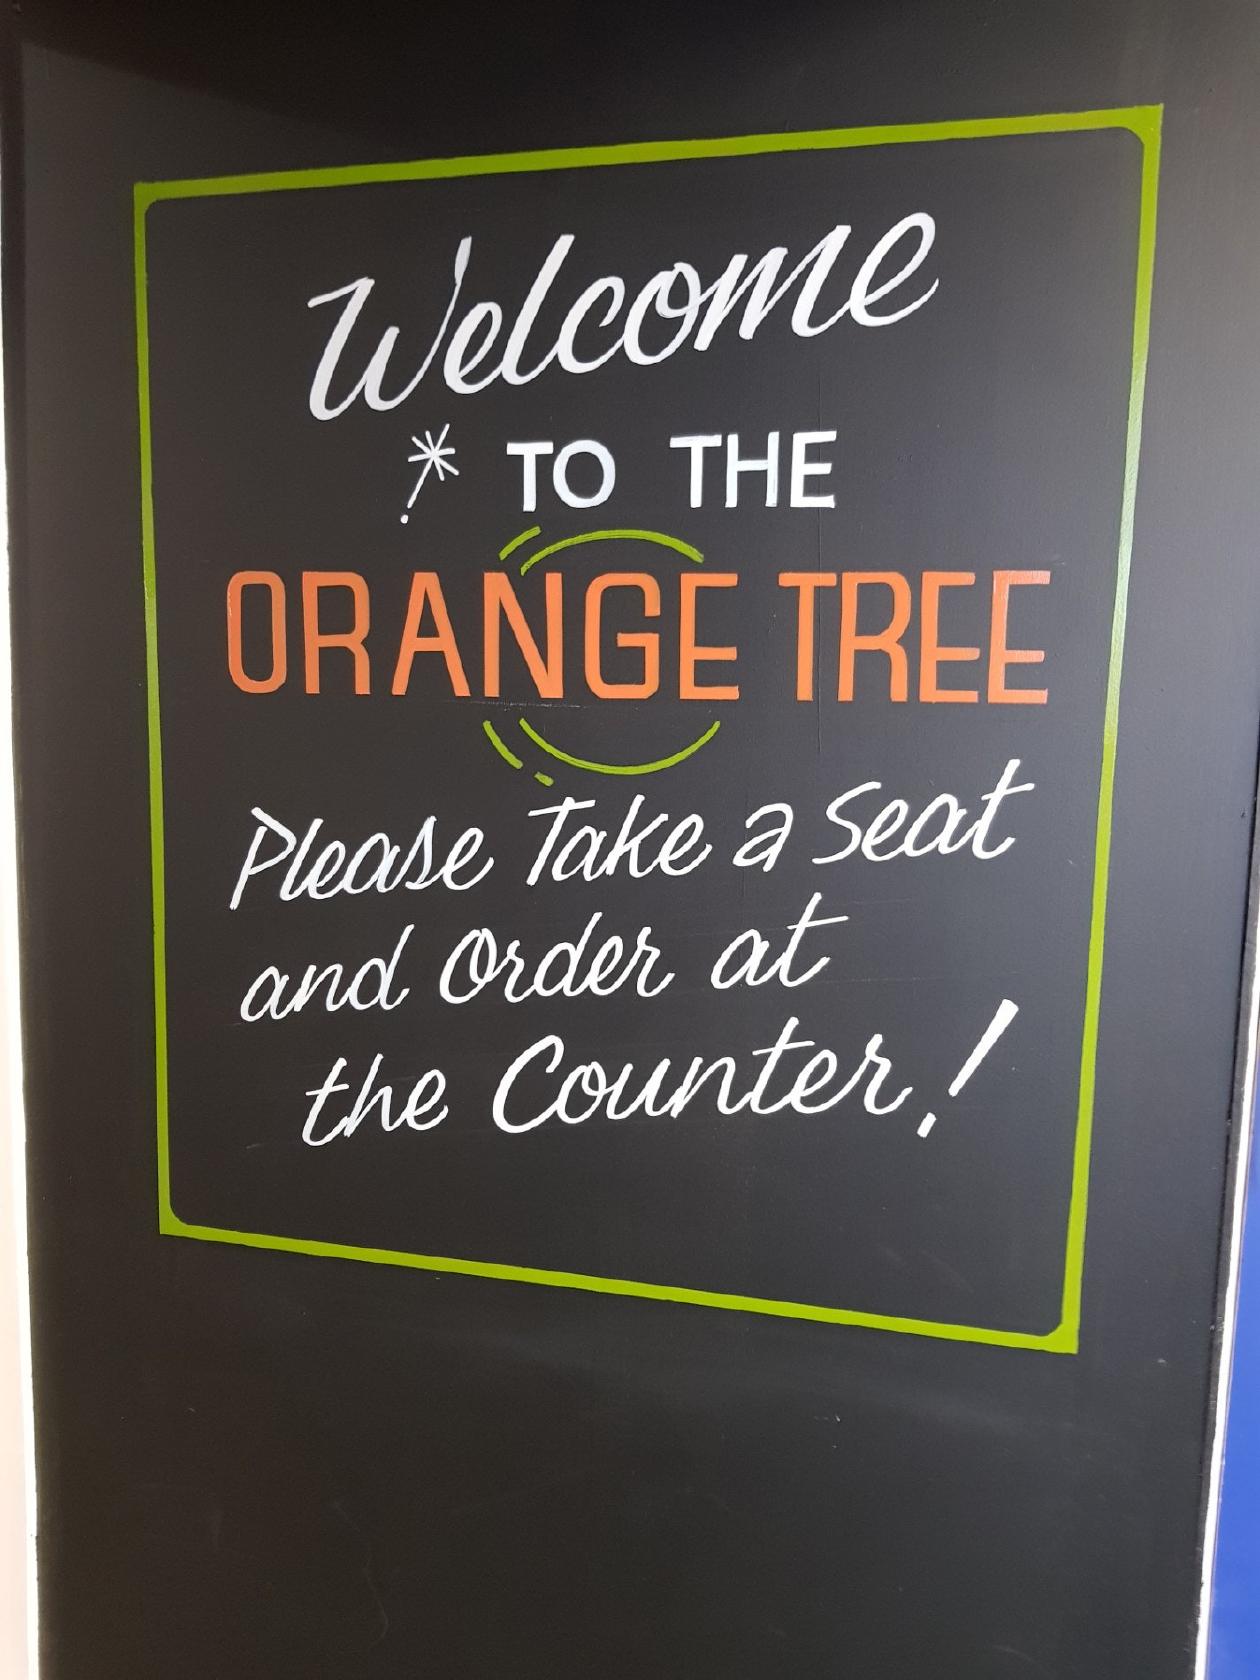 Welcome
TO THE
ORANGE TREE
Please Take a Seat
and Order at
the Counter!